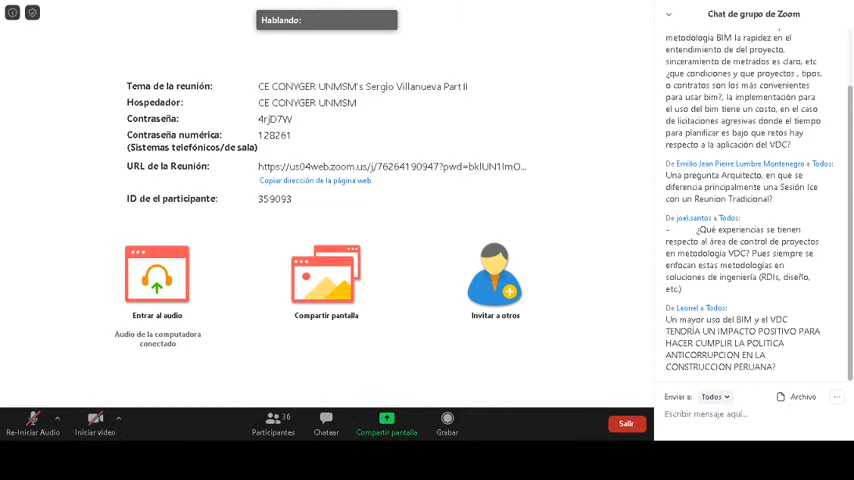 Hablando:
Tema de la reunión: CE CONYGER UNMSM's Sergio Villanueva Part II
Hospedador: CE CONYGER UNMSM
Contraseña: 4rjD7W
Contraseña numérica: 128261
(Sistemas telefónicos/de sala)
URL de la Reunión: https://us04web.zoom.us/j/76264190947?pwd=bklUN1lmO...
Copiar dirección de la página web
ID de el participante: 359093
Entrar al audio
Compartir pantalla
Invitar a otros
Audio de la computadora
conectado
Re-Iniciar Audio
Iniciar video
36
Participantes
Chatear
Compartir pantalla
Grabar
Salir
Chat de grupo de Zoom
metodología BIM la rapidez en el
entendimiento de del proyecto,
sinceramiento de metrados es claro, etc
¿que condiciones y que proyectos , tipos,
o contratos son los más convenientes
para usar bim?, la implementación para
el uso del bim tiene un costo, en el caso
de licitaciones agresivas donde el tiempo
para planificar es bajo que retos hay
respecto a la aplicación del VDC?
De Emilio Jean Pierre Lumbre Montenegro a Todos:
Una pregunta Arquitecto, en que se
diferencia principalmente una Sesión Ice
con un Reunion Tradicional?
De joel.santos a Todos:
- ¿Qué experiencias se tienen
respecto al área de control de proyectos
en metodología VDC? Pues siempre se
enfocan estas metodologías en
soluciones de ingeniería (RDIs, diseño,
etc.)
De Leonel a Todos:
Un mayor uso del BIM y el VDC
TENDRÍA UN IMPACTO POSITIVO PARA
HACER CUMPLIR LA POLITICA
ANTICORRUPCION EN LA
CONSTRUCCION PERUANA?
Enviar a: Todos
Archivo
Escribir mensaje aquí...